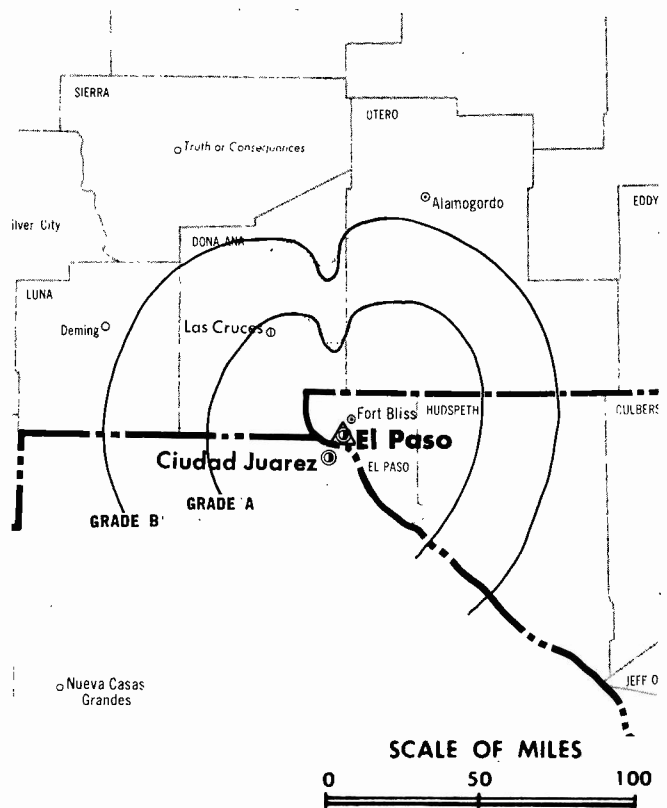 SIERRA
OTERO
Truth or Consequences
Alamogordo
EDDY
ilver City
DONA ANA
LUNA
Deming
Las Cruces
Fort Bliss
HUDSPETH
CULBERS
El Paso
Ciudad Juarez
EL PASO
GRADE A
GRADE B
Nueva Casas
Grandes
JEFF D
SCALE OF MILES
0 50 100